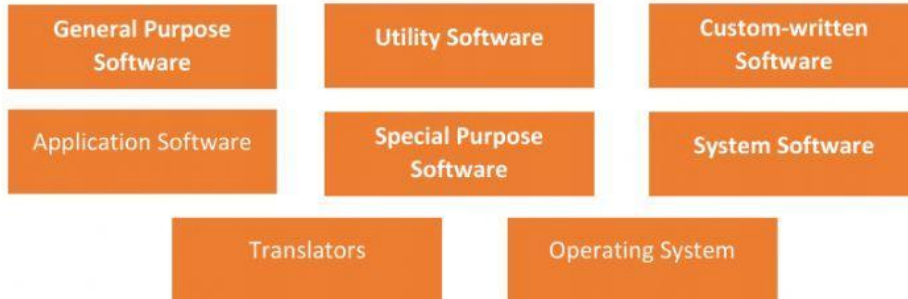 General Purpose
Software
Utility Software
Custom-written
Software
Application Software
Special Purpose
Software
System Software
Translators
Operating System